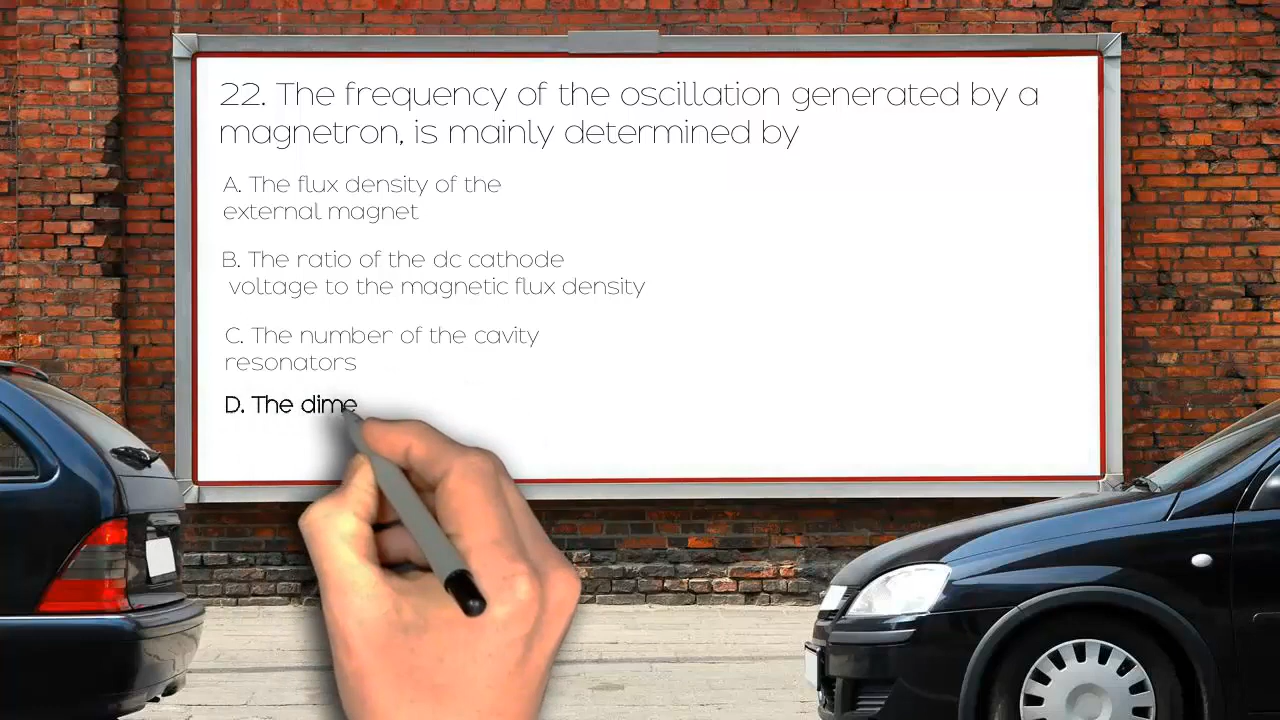 22. The frequency of the oscillation generated by a
magnetron, is mainly determined by
A. The flux density of the
external magnet
B. The ratio of the dc cathode
voltage to the magnetic flux density
C. The number of the cavity
resonators
D. The dime